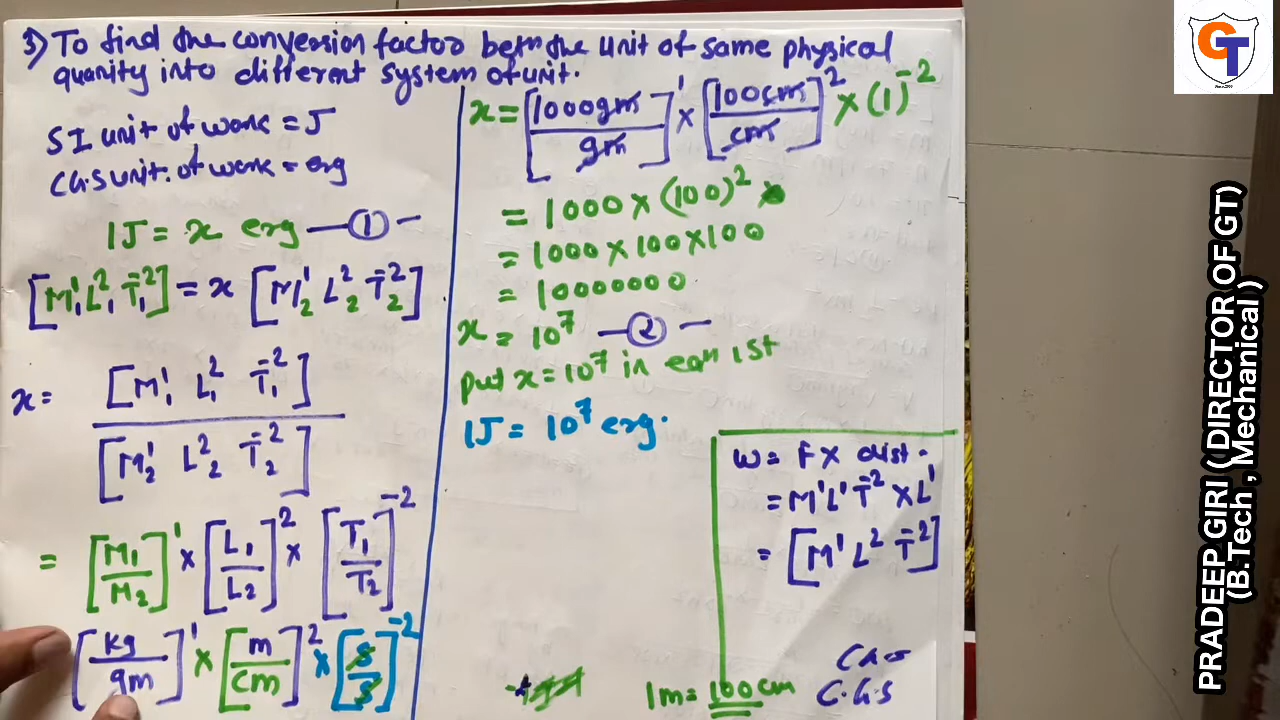 3) To find the conversion factor betn the unit of same physical
quanity into different system of unit.
SI unit of work = J
C.G.S unit. of work = erg
1J = x erg —①—
[M₁¹ L₁² T₁⁻²] = x [M₂¹ L₂² T₂⁻²]
x = [M₁¹ L₁² T₁⁻²]
[M₂¹ L₂² T₂⁻²]
= [M₁/M₂]¹ × [L₁/L₂]² × [T₁/T₂]⁻²
[kg/gm]¹ × [m/cm]² × [s/s]⁻²
x = [1000gm/gm]¹ × [100cm/cm]² × (1)⁻²
= 1000 × (100)²
= 1000 × 100 × 100
= 10000000
x = 10⁷ —②—
Put x = 10⁷ in eqn 1st
1J = 10⁷ erg.
W = F × dist.
= M¹L¹T⁻² × L¹
= [M¹ L² T⁻²]
1m = 100cm
C.G.S
GT
PRADEEP GIRI ( DIRECTOR OF GT)
(B.Tech , Mechanical )